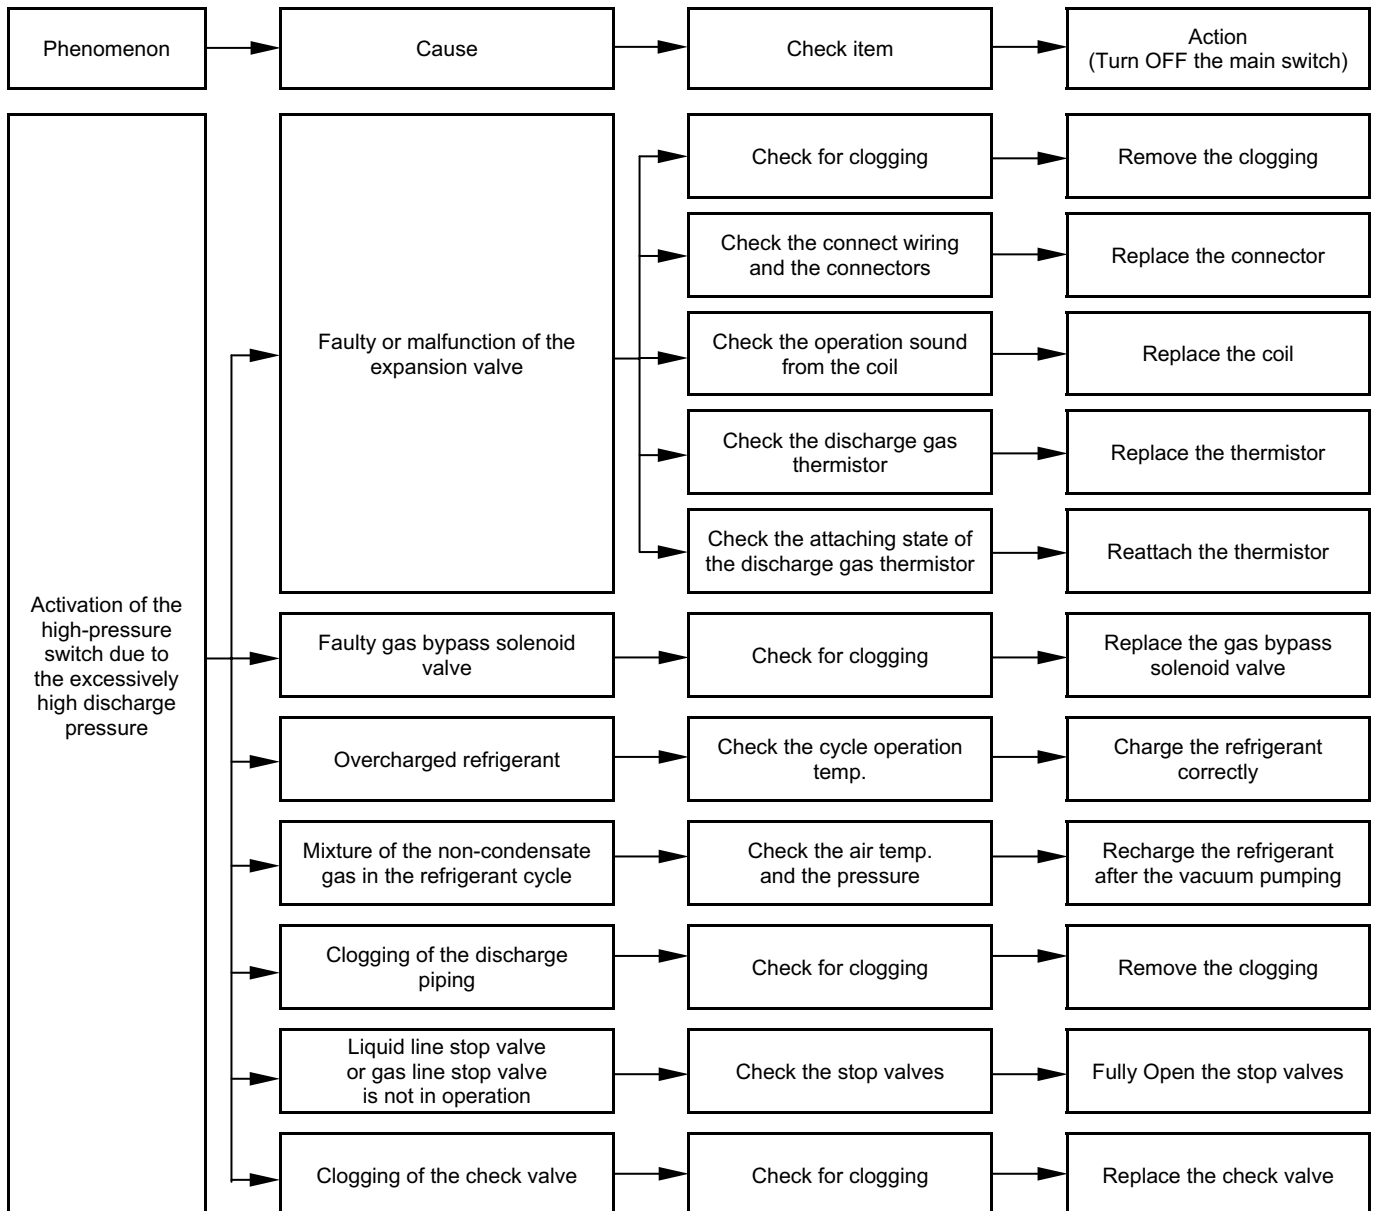 Phenomenon
Cause
Check item
Action
(Turn OFF the main switch)
Activation of the
high-pressure
switch due to
the excessively
high discharge
pressure
Faulty or malfunction of the
expansion valve
Check for clogging
Remove the clogging
Check the connect wiring
and the connectors
Replace the connector
Check the operation sound
from the coil
Replace the coil
Check the discharge gas
thermistor
Replace the thermistor
Check the attaching state of
the discharge gas thermistor
Reattach the thermistor
Faulty gas bypass solenoid
valve
Check for clogging
Replace the gas bypass
solenoid valve
Overcharged refrigerant
Check the cycle operation
temp.
Charge the refrigerant
correctly
Mixture of the non-condensate
gas in the refrigerant cycle
Check the air temp.
and the pressure
Recharge the refrigerant
after the vacuum pumping
Clogging of the discharge
piping
Check for clogging
Remove the clogging
Liquid line stop valve
or gas line stop valve
is not in operation
Check the stop valves
Fully Open the stop valves
Clogging of the check valve
Check for clogging
Replace the check valve